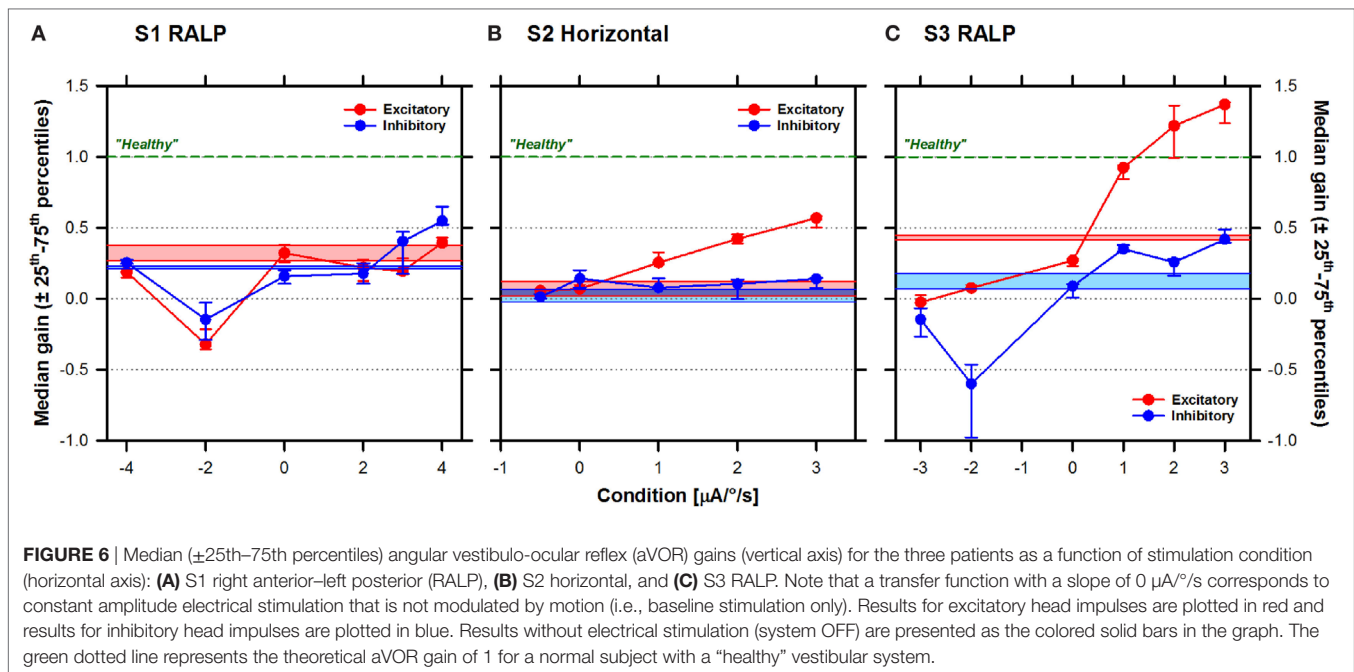 A S1 RALP
B S2 Horizontal
C S3 RALP
Median gain (± 25th-75th percentiles)
1.5
1.0
0.5
0.0
-0.5
-1.0
Excitatory
Inhibitory
"Healthy"
-4 -2 0 2 4
Excitatory
Inhibitory
"Healthy"
-1 0 1 2 3
"Healthy"
Excitatory
Inhibitory
-3 -2 -1 0 1 2 3
1.5
1.0
0.5
0.0
-0.5
-1.0
Median gain (± 25th-75th percentiles)
Condition [µA/°/s]
FIGURE 6 | Median (±25th–75th percentiles) angular vestibulo-ocular reflex (aVOR) gains (vertical axis) for the three patients as a function of stimulation condition
(horizontal axis): (A) S1 right anterior–left posterior (RALP), (B) S2 horizontal, and (C) S3 RALP. Note that a transfer function with a slope of 0 µA/°/s corresponds to
constant amplitude electrical stimulation that is not modulated by motion (i.e., baseline stimulation only). Results for excitatory head impulses are plotted in red and
results for inhibitory head impulses are plotted in blue. Results without electrical stimulation (system OFF) are presented as the colored solid bars in the graph. The
green dotted line represents the theoretical aVOR gain of 1 for a normal subject with a “healthy” vestibular system.